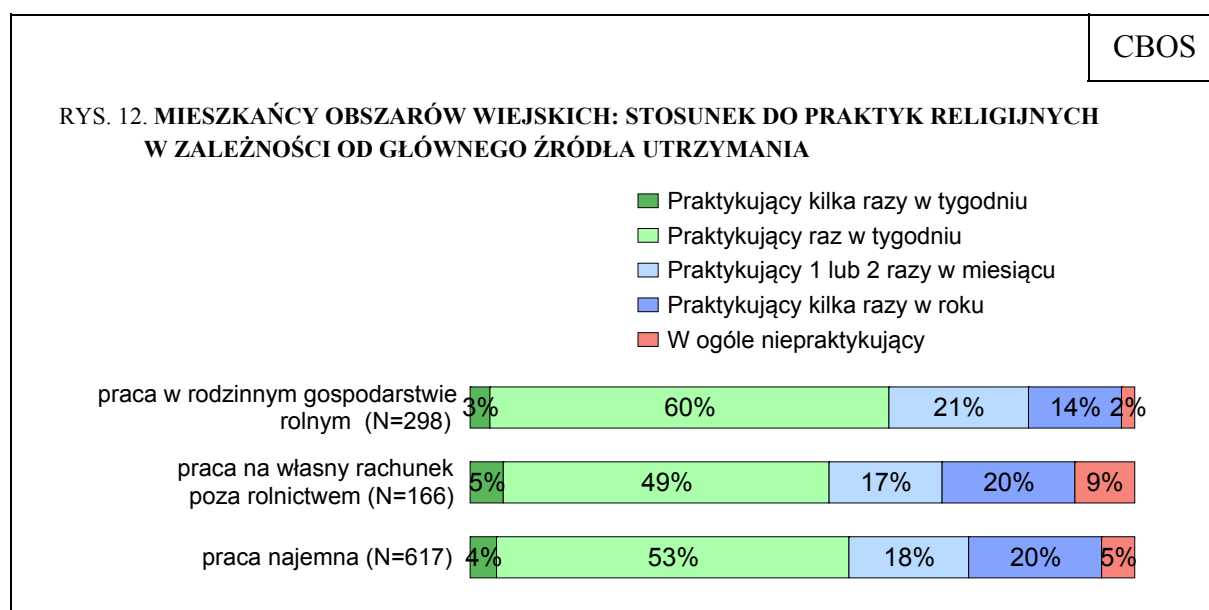 CBOS
RYS. 12. MIESZKAŃCY OBSZARÓW WIEJSKICH: STOSUNEK DO PRAKTYK RELIGIJNYCH
W ZALEŻNOŚCI OD GŁÓWNEGO ŹRÓDŁA UTRZYMANIA
Praktykujący kilka razy w tygodniu
Praktykujący raz w tygodniu
Praktykujący 1 lub 2 razy w miesiącu
Praktykujący kilka razy w roku
W ogóle niepraktykujący
praca w rodzinnym gospodarstwie
rolnym (N=298)
3% 60% 21% 14% 2%
praca na własny rachunek
poza rolnictwem (N=166)
5% 49% 17% 20% 9%
praca najemna (N=617)
4% 53% 18% 20% 5%